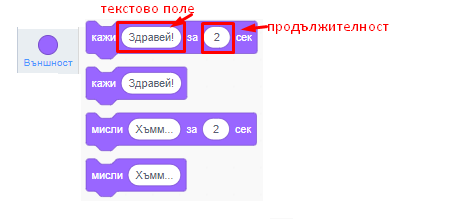 текстово поле
продължителност
кажи Здравей! за 2 сек
Външност
кажи Здравей!
мисли Хъмм... за 2 сек
мисли Хъмм...